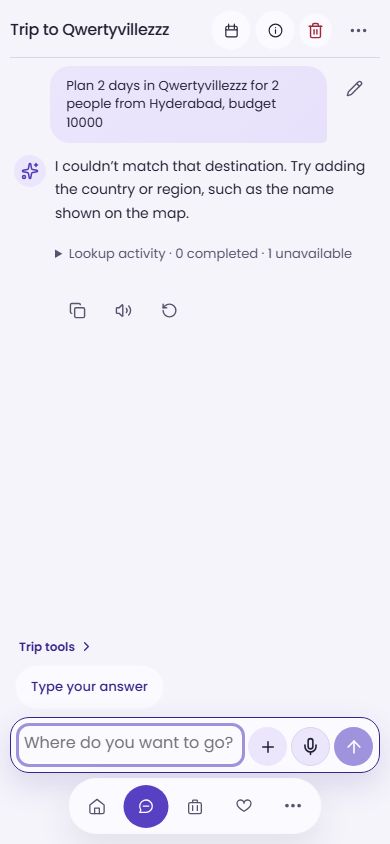 Trip to Qwertyvillezzz
Plan 2 days in Qwertyvillezzz for 2
people from Hyderabad, budget
10000
I couldn’t match that destination. Try adding
the country or region, such as the name
shown on the map.
Lookup activity · 0 completed · 1 unavailable
Trip tools
Type your answer
Where do you want to go?